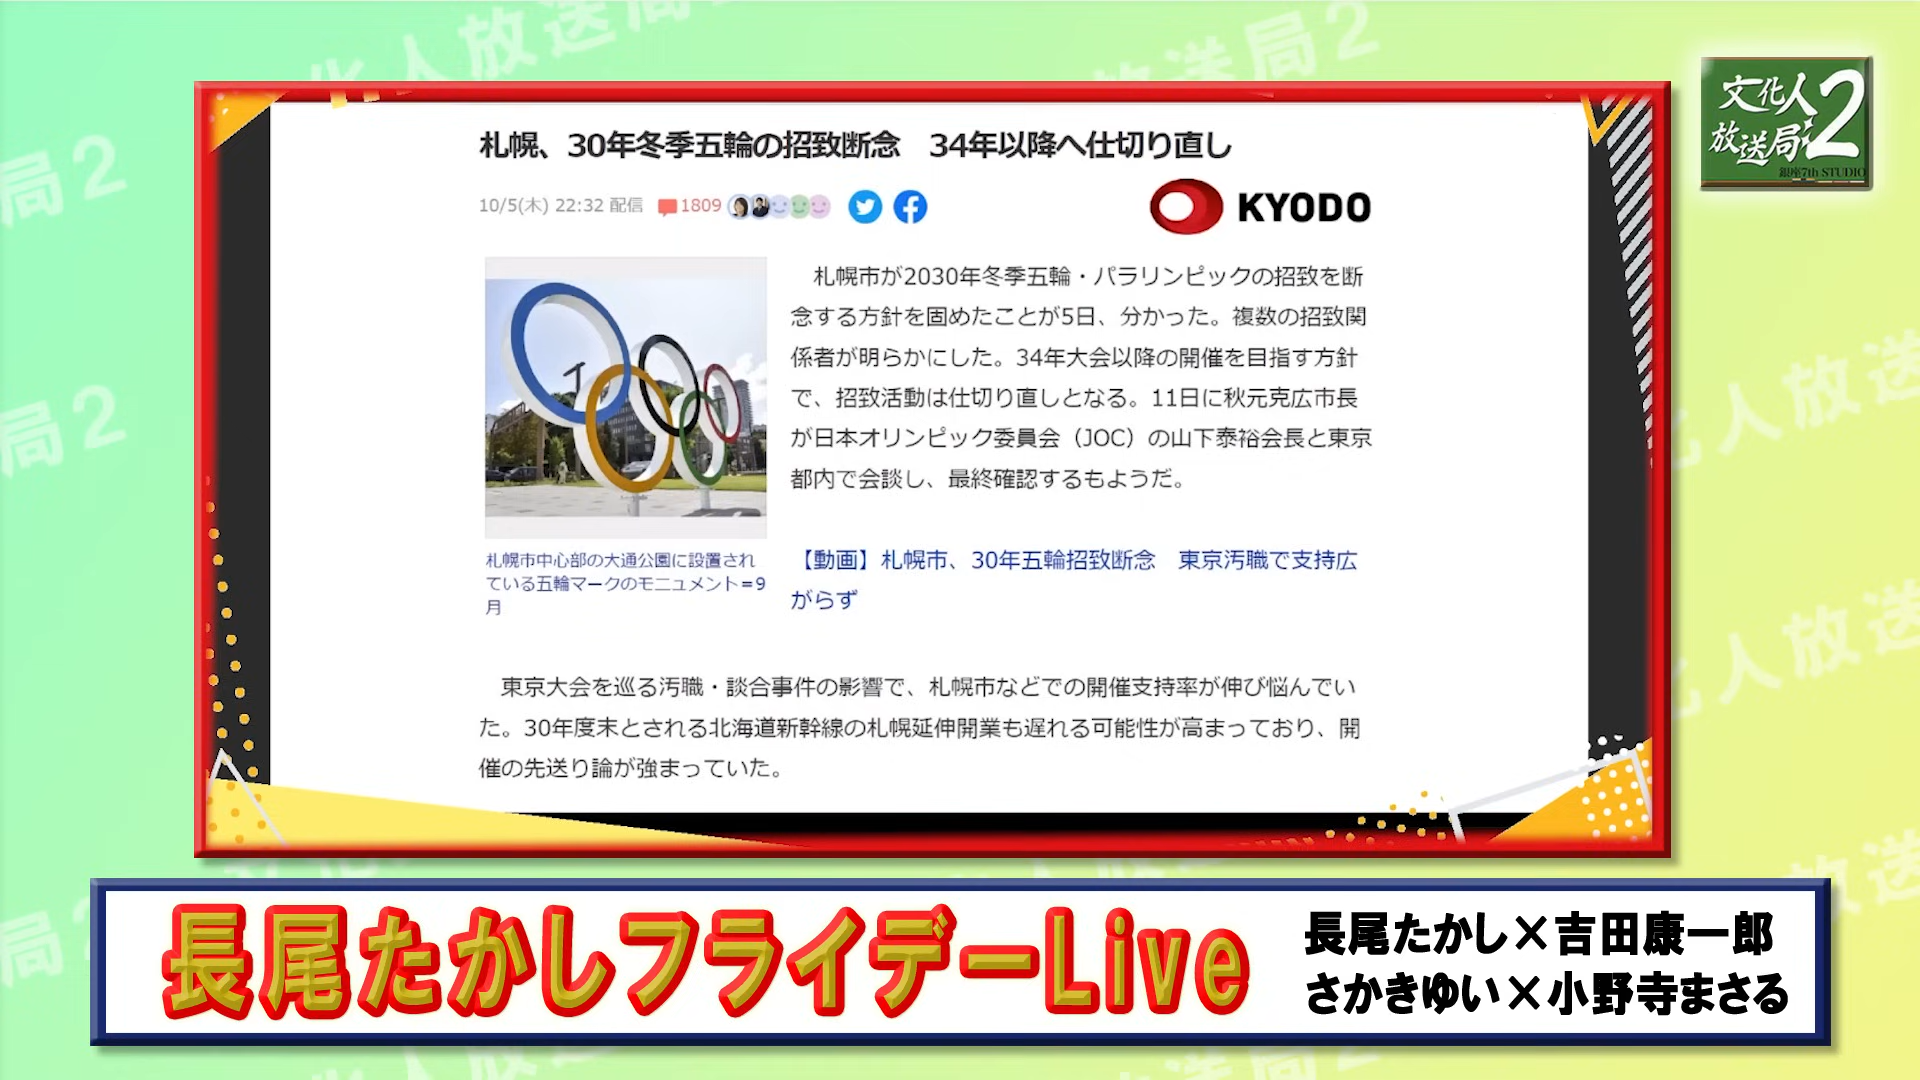 文化人
放送局2
銀座7th STUDIO
札幌、30年冬季五輪の招致断念　34年以降へ仕切り直し
10/5(木) 22:32 配信 1809
KYODO
札幌市が2030年冬季五輪・パラリンピックの招致を断
念する方針を固めたことが5日、分かった。複数の招致関
係者が明らかにした。34年大会以降の開催を目指す方針
で、招致活動は仕切り直しとなる。11日に秋元克広市長
が日本オリンピック委員会（JOC）の山下泰裕会長と東京
都内で会談し、最終確認するもようだ。
札幌市中心部の大通公園に設置され
ている五輪マークのモニュメント＝9
月
【動画】札幌市、30年五輪招致断念　東京汚職で支持広
がらず
東京大会を巡る汚職・談合事件の影響で、札幌市などでの開催支持率が伸び悩んでい
た。30年度末とされる北海道新幹線の札幌延伸開業も遅れる可能性が高まっており、開
催の先送り論が強まっていた。
長尾たかしフライデーLive
長尾たかし×吉田康一郎
さかきゆい×小野寺まさる